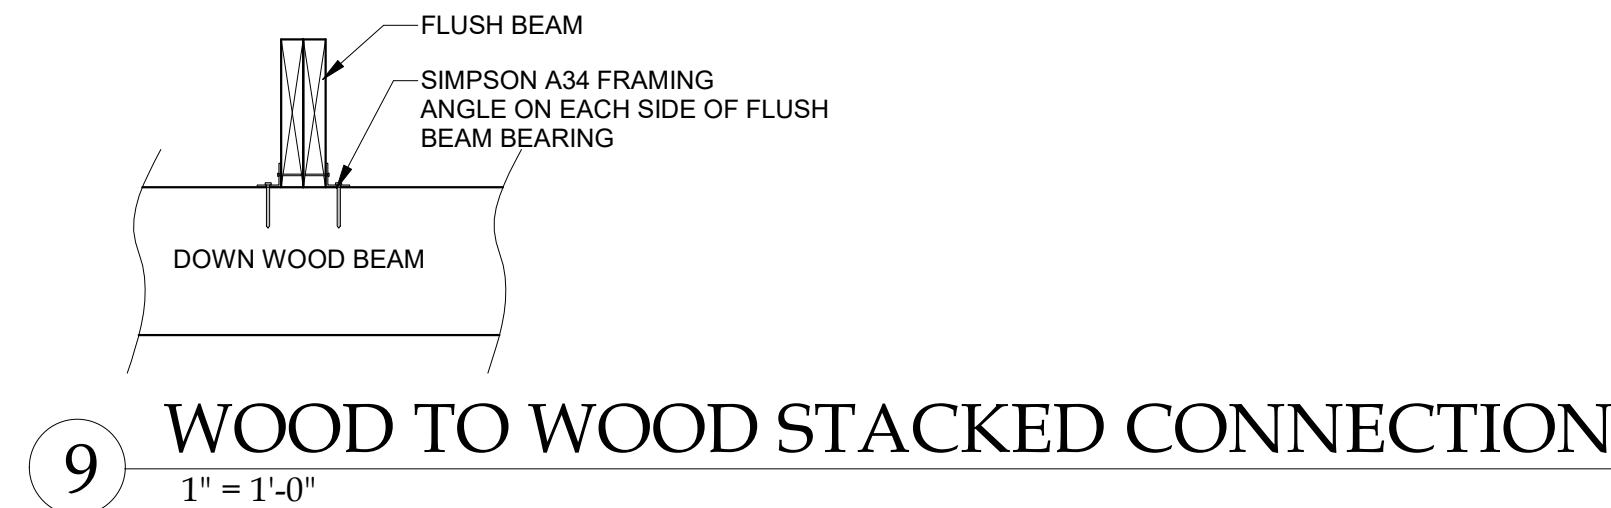 FLUSH BEAM
SIMPSON A34 FRAMING
ANGLE ON EACH SIDE OF FLUSH
BEAM BEARING
DOWN WOOD BEAM
WOOD TO WOOD STACKED CONNECTION
9
1" = 1'-0"